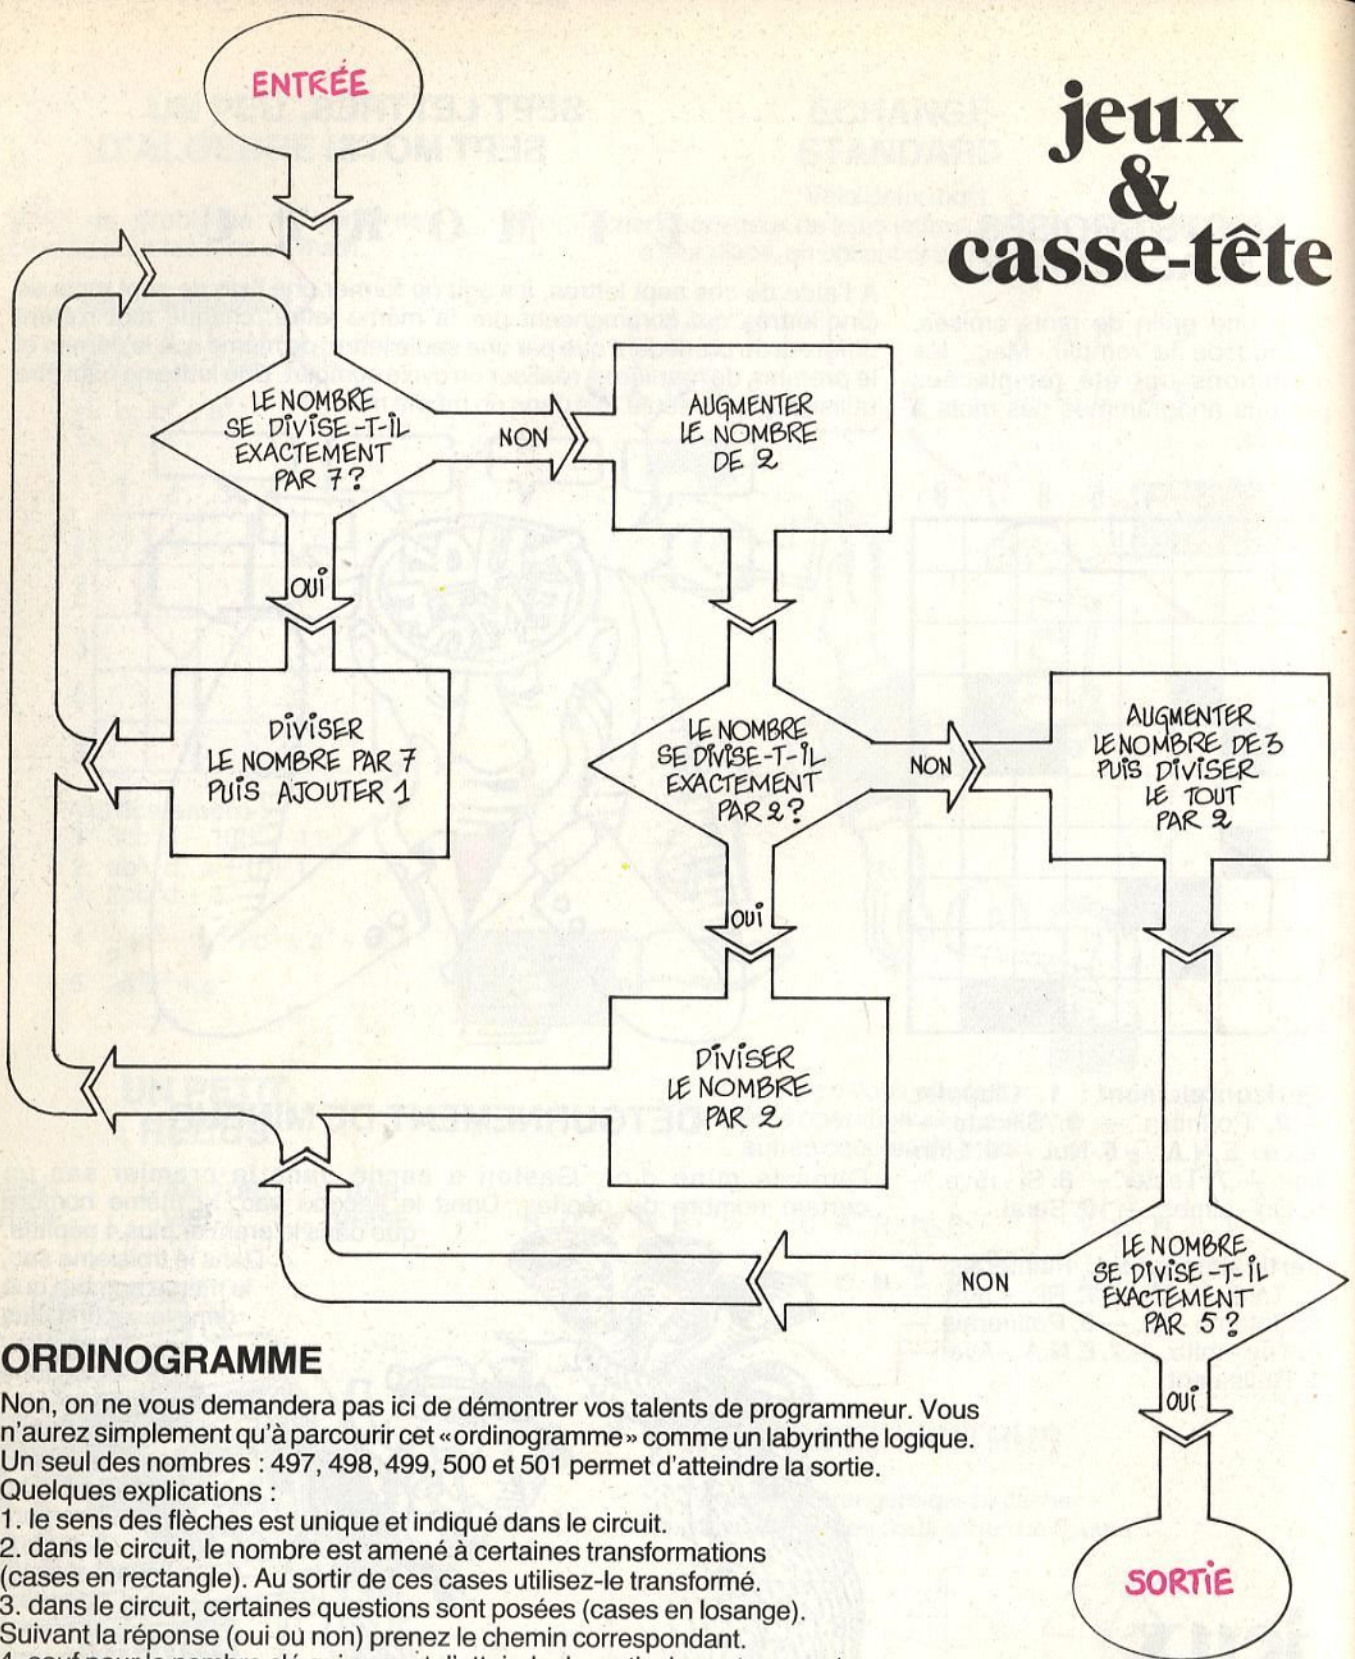 ENTRÉE
jeux
&
casse-tête
LE NOMBRE
SE DIVISE-T-IL
EXACTEMENT
PAR 7?
NON
AUGMENTER
LE NOMBRE
DE 2
OUI
DIVISER
LE NOMBRE PAR 7
PUIS AJOUTER 1
LE NOMBRE
SE DIVISE-T-IL
EXACTEMENT
PAR 2?
NON
AUGMENTER
LE NOMBRE DE 3
PUIS DIVISER
LE TOUT
PAR 2
OUI
DIVISER
LE NOMBRE
PAR 2
LE NOMBRE
SE DIVISE-T-IL
EXACTEMENT
PAR 5?
NON
OUI
SORTIE
ORDINOGRAMME
Non, on ne vous demandera pas ici de démontrer vos talents de programmeur. Vous
n'aurez simplement qu'à parcourir cet «ordinogramme» comme un labyrinthe logique.
Un seul des nombres : 497, 498, 499, 500 et 501 permet d'atteindre la sortie.
Quelques explications :
1. le sens des flèches est unique et indiqué dans le circuit.
2. dans le circuit, le nombre est amené à certaines transformations
(cases en rectangle). Au sortir de ces cases utilisez-le transformé.
3. dans le circuit, certaines questions sont posées (cases en losange).
Suivant la réponse (oui ou non) prenez le chemin correspondant.